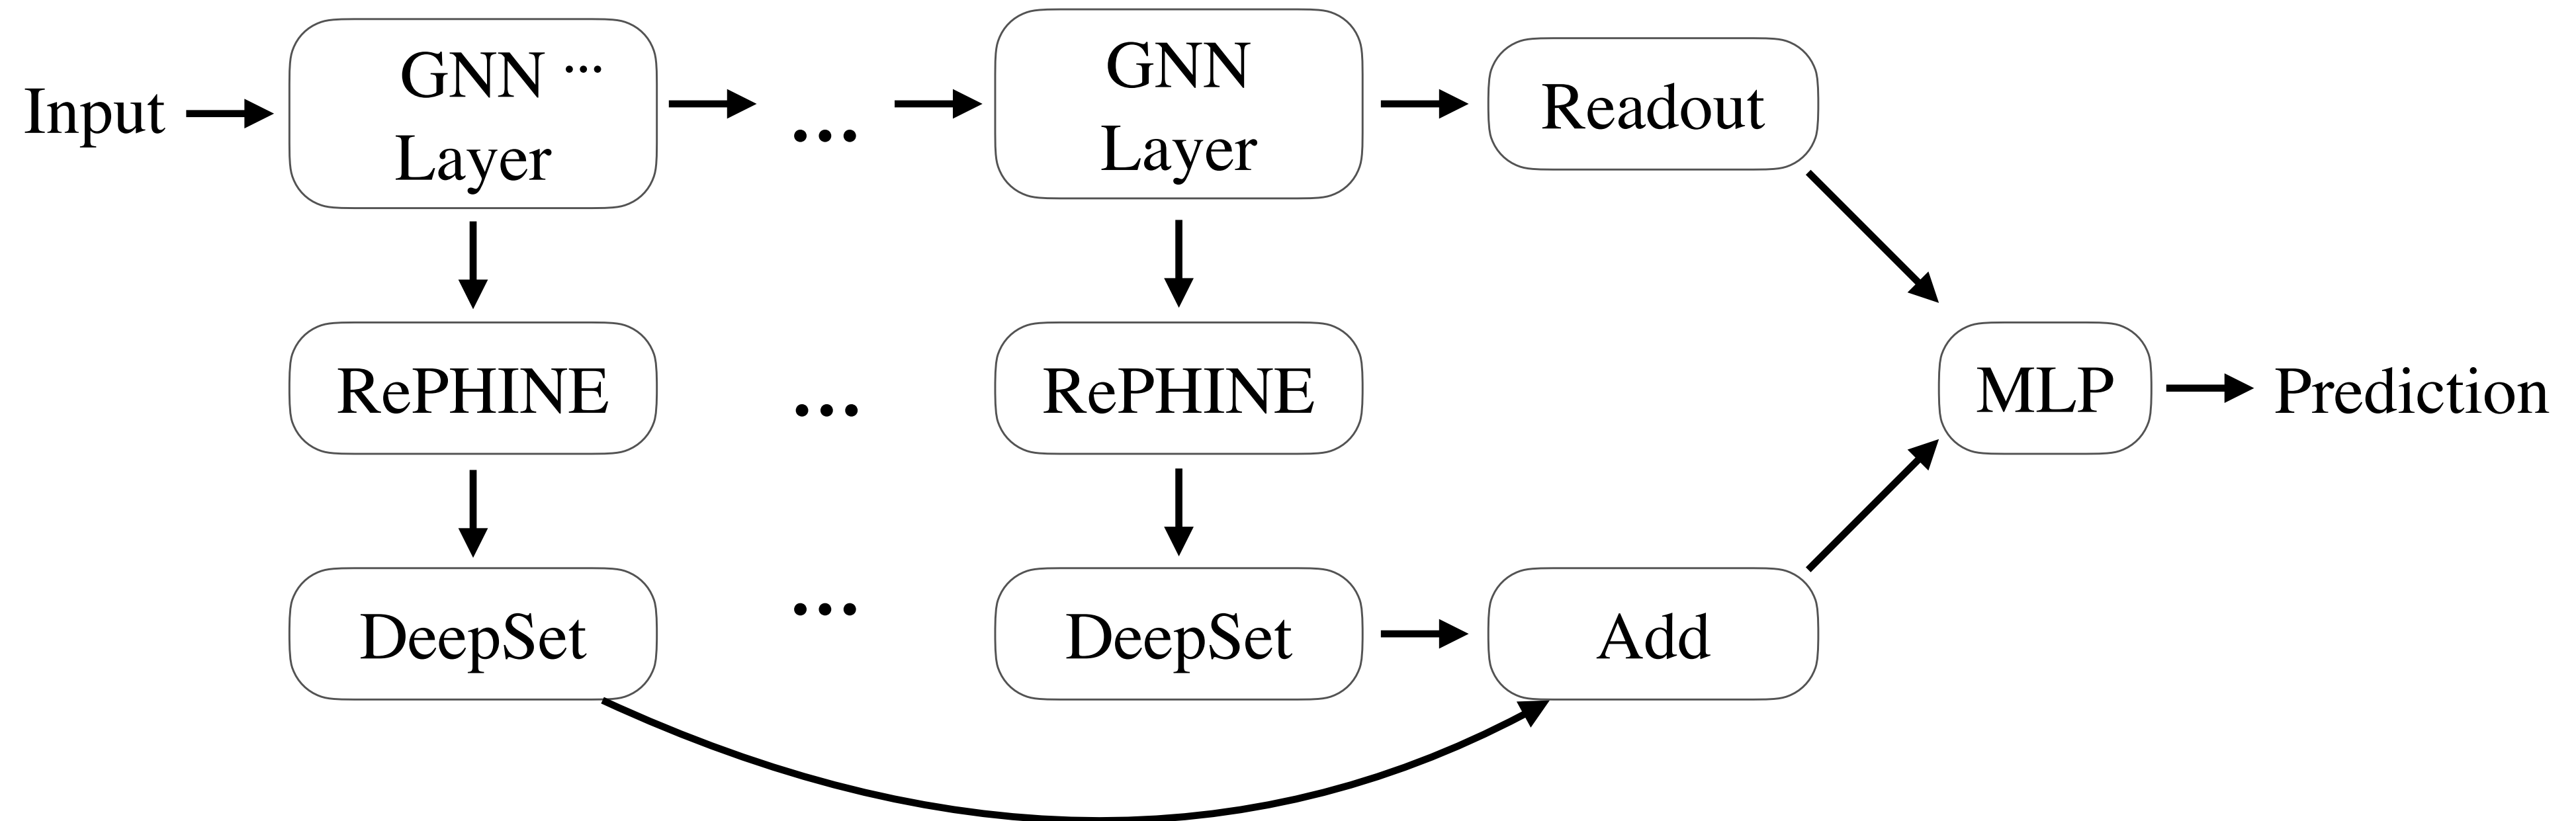 Input
GNN ...
Layer
...
GNN
Layer
Readout
RePHINE
...
RePHINE
MLP
Prediction
DeepSet
...
DeepSet
Add